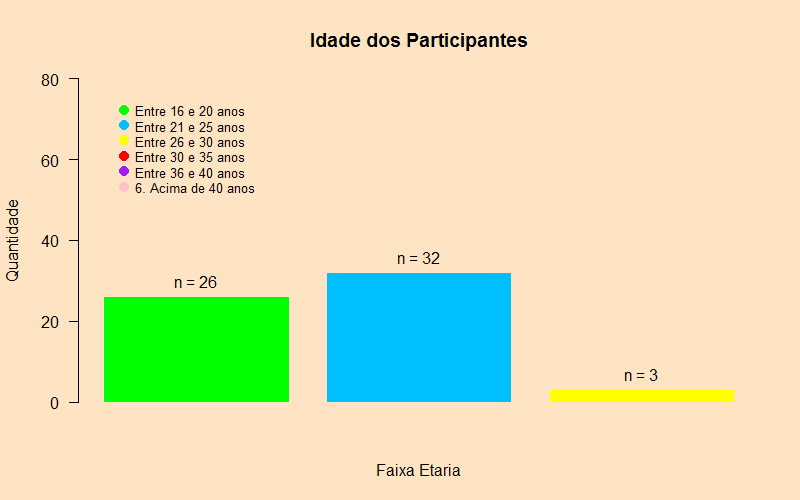 Idade dos Participantes
80
60
40
20
0
Quantidade
Entre 16 e 20 anos
Entre 21 e 25 anos
Entre 26 e 30 anos
Entre 30 e 35 anos
Entre 36 e 40 anos
6. Acima de 40 anos
n = 26
n = 32
n = 3
Faixa Etaria